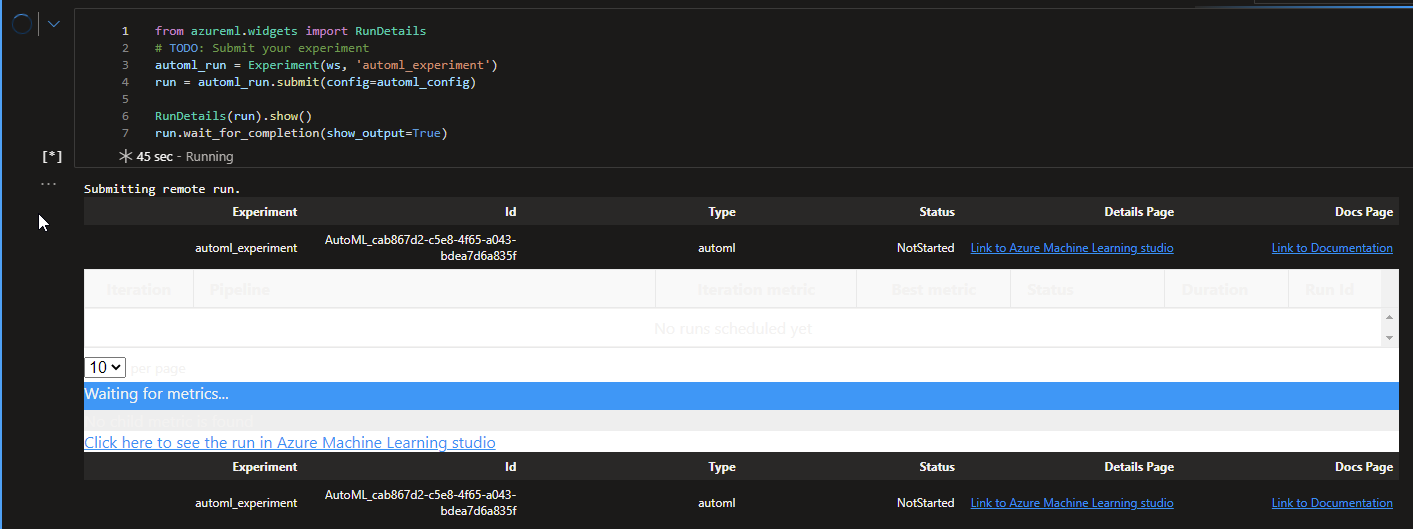 1 from azureml.widgets import RunDetails
2 # TODO: Submit your experiment
3 automl_run = Experiment(ws, 'automl_experiment')
4 run = automl_run.submit(config=automl_config)
5
6 RunDetails(run).show()
7 run.wait_for_completion(show_output=True)
[*] 45 sec - Running
Submitting remote run.
Experiment Id Type Status Details Page Docs Page
automl_experiment AutoML_cab867d2-c5e8-4f65-a043- automl NotStarted Link to Azure Machine Learning studio Link to Documentation
bdea7d6a835f
Iteration Pipeline Iteration metric Best metric Status Duration Run Id
No runs scheduled yet
10 per page
Waiting for metrics...
Click here to see the run in Azure Machine Learning studio
Experiment Id Type Status Details Page Docs Page
automl_experiment AutoML_cab867d2-c5e8-4f65-a043- automl NotStarted Link to Azure Machine Learning studio Link to Documentation
bdea7d6a835f